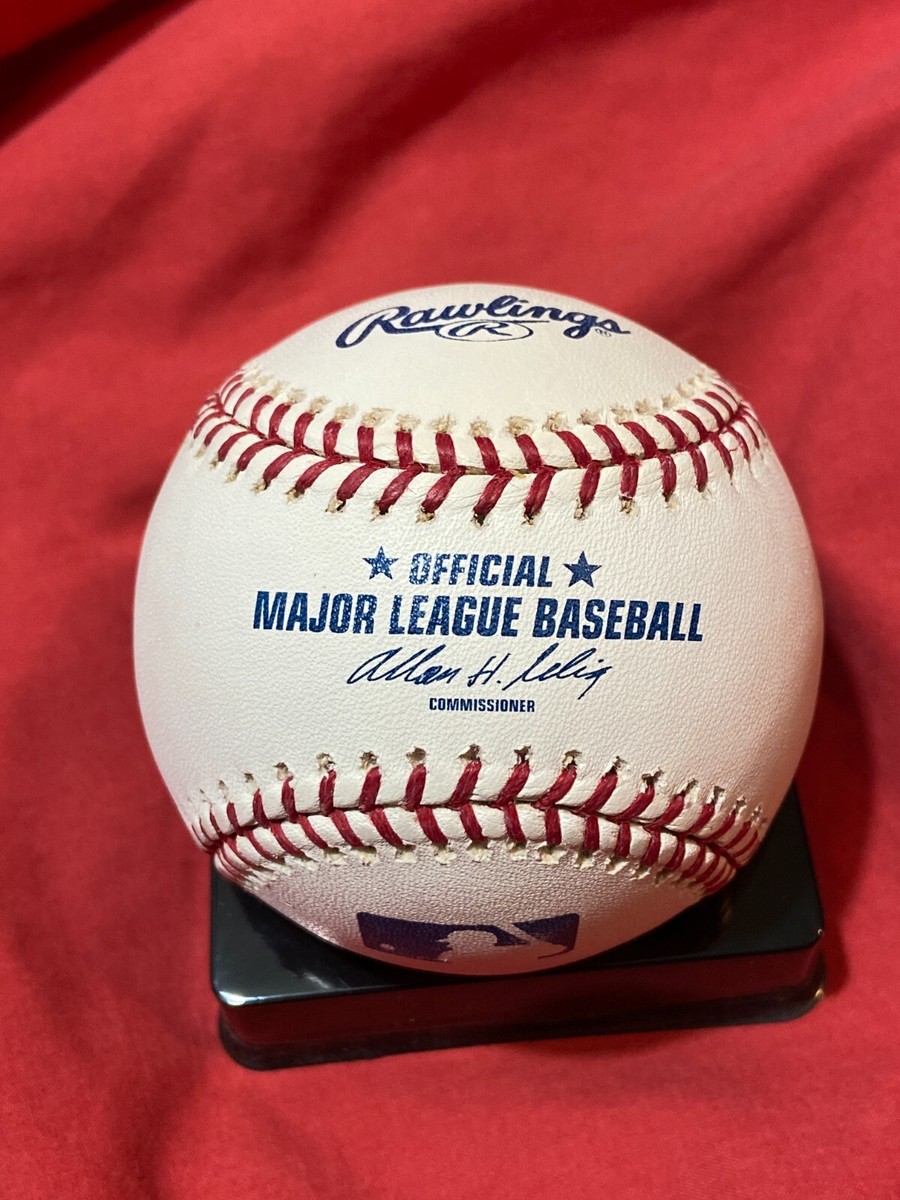 Rawlings®
R
★ OFFICIAL ★
MAJOR LEAGUE BASEBALL
Allan H. Selig
COMMISSIONER